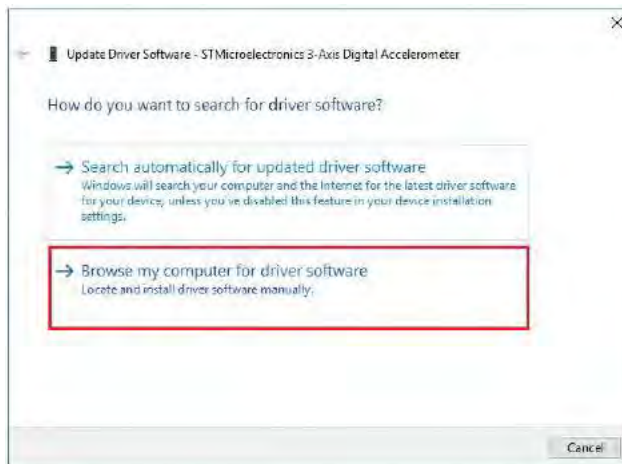 Update Driver Software - STMicroelectronics 3-Axis Digital Accelerometer
How do you want to search for driver software?
Search automatically for updated driver software
Windows will search your computer and the Internet for the latest driver software
for your device, unless you've disabled this feature in your device installation
settings.
Browse my computer for driver software
Locate and install driver software manually.
Cancel